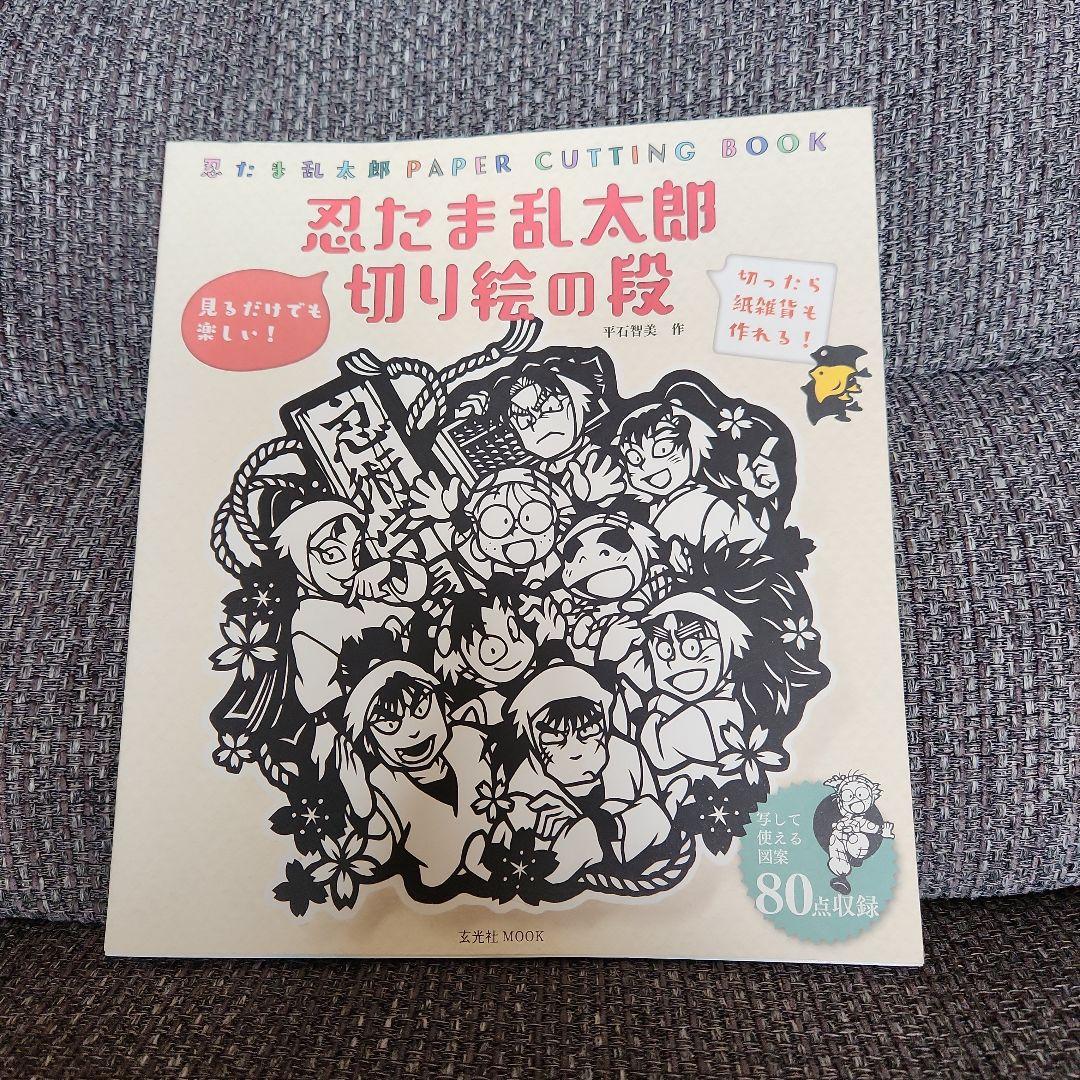 忍たま乱太郎 PAPER CUTTING BOOK
忍たま乱太郎
切り絵の段
見るだけでも
楽しい！
切ったら
紙雑貨も
作れる！
平石智美 作
忍術学
写して
使える
図案
80点収録
玄光社 MOOK